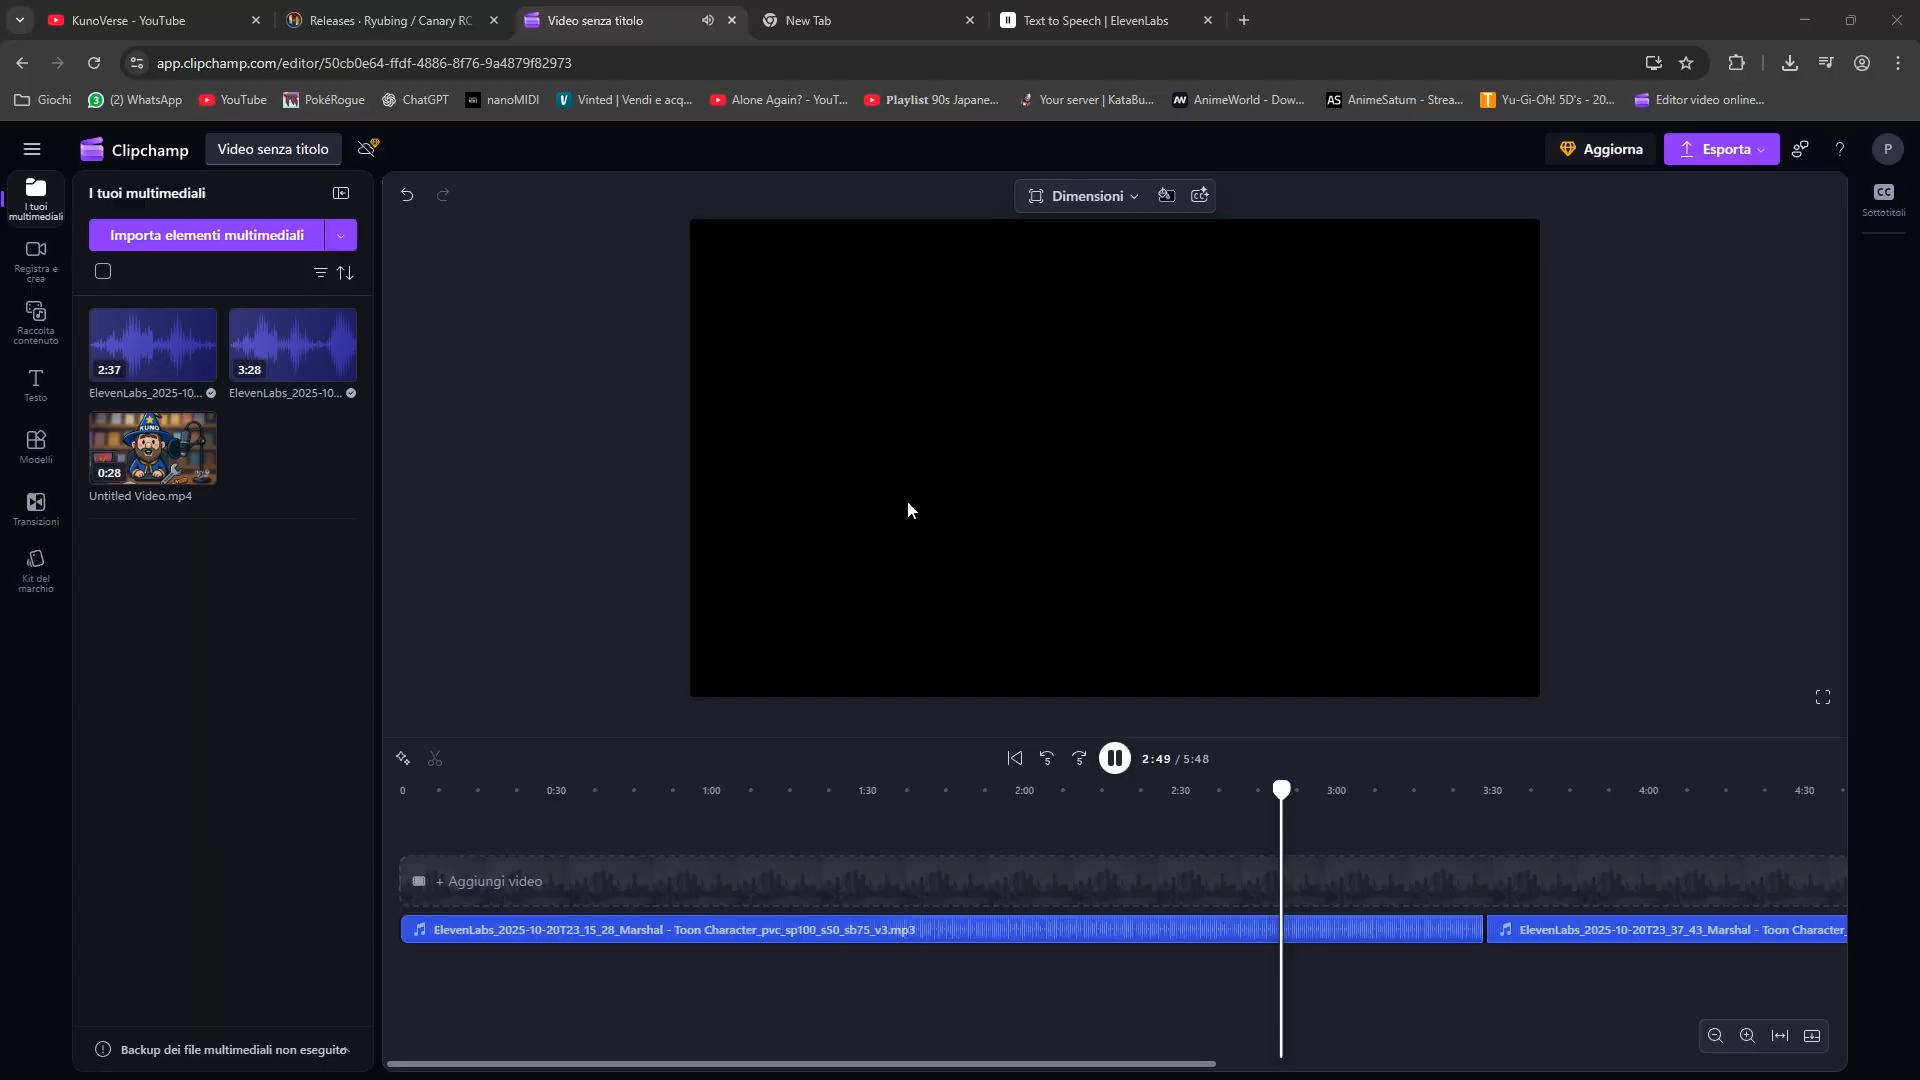 KunoVerse - YouTube
Releases · Ryubing / Canary RC
Video senza titolo
New Tab
Text to Speech | ElevenLabs
app.clipchamp.com/editor/50cb0e64-ffdf-4886-8f76-9a4879f82973
Giochi
(2) WhatsApp
YouTube
PokéRogue
ChatGPT
nanoMIDI
Vinted | Vendi e acq...
Alone Again? - YouT...
Playlist 90s Japane...
Your server | KataBu...
AnimeWorld - Dow...
AnimeSaturn - Strea...
Yu-Gi-Oh! 5D's - 20...
Editor video online...
Clipchamp
Video senza titolo
Aggiorna
Esporta
P
I tuoi multimediali
Registra e crea
Raccolta contenuto
Testo
Modelli
Transizioni
Kit del marchio
I tuoi multimediali
Importa elementi multimediali
2:37
3:28
ElevenLabs_2025-10...
ElevenLabs_2025-10...
KUNO
0:28
Untitled Video.mp4
Backup dei file multimediali non eseguito
Dimensioni
CC
Sottotitoli
5
5
2:49 / 5:48
0
0:30
1:00
1:30
2:00
2:30
3:00
3:30
4:00
4:30
+ Aggiungi video
ElevenLabs_2025-10-20T23_15_28_Marshal - Toon Character_pvc_sp100_s50_sb75_v3.mp3
ElevenLabs_2025-10-20T23_37_43_Marshal - Toon Character_